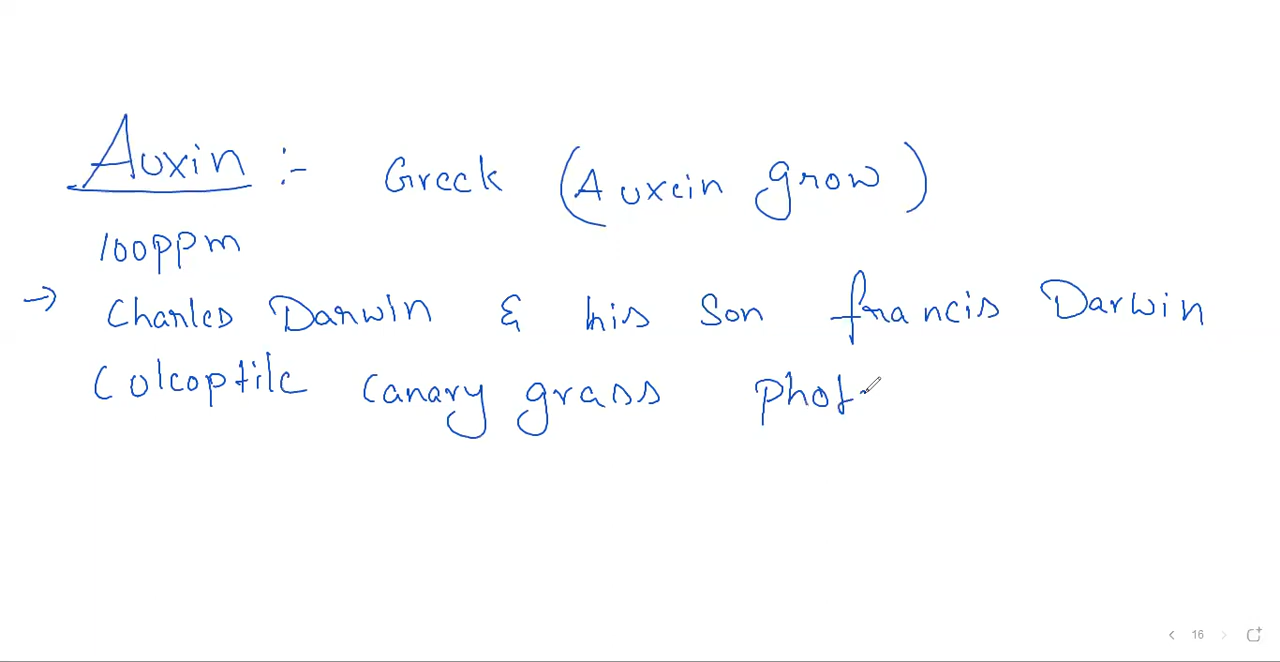 Auxin :- Greek (Auxein grow)
100ppm
→ Charles Darwin & his Son francis Darwin
Coleoptile Canary grass Phot
16